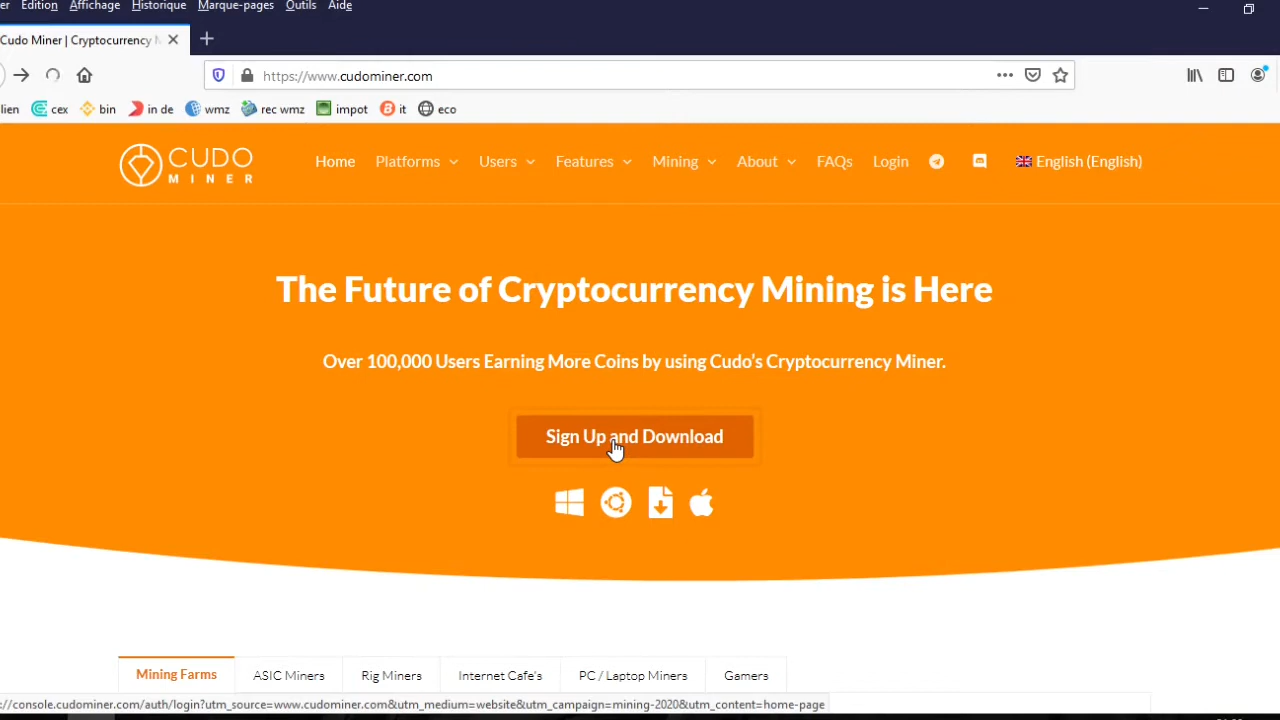 er Edition Affichage Historique Marque-pages Outils Aide
Cudo Miner | Cryptocurrency M
https://www.cudominer.com
lien cex bin in de wmz rec wmz impot it eco
CUDO MINER
Home Platforms Users Features Mining About FAQs Login English (English)
The Future of Cryptocurrency Mining is Here
Over 100,000 Users Earning More Coins by using Cudo's Cryptocurrency Miner.
Sign Up and Download
Mining Farms ASIC Miners Rig Miners Internet Cafe's PC / Laptop Miners Gamers
://console.cudominer.com/auth/login?utm_source=www.cudominer.com&utm_medium=website&utm_campaign=mining-2020&utm_content=home-page